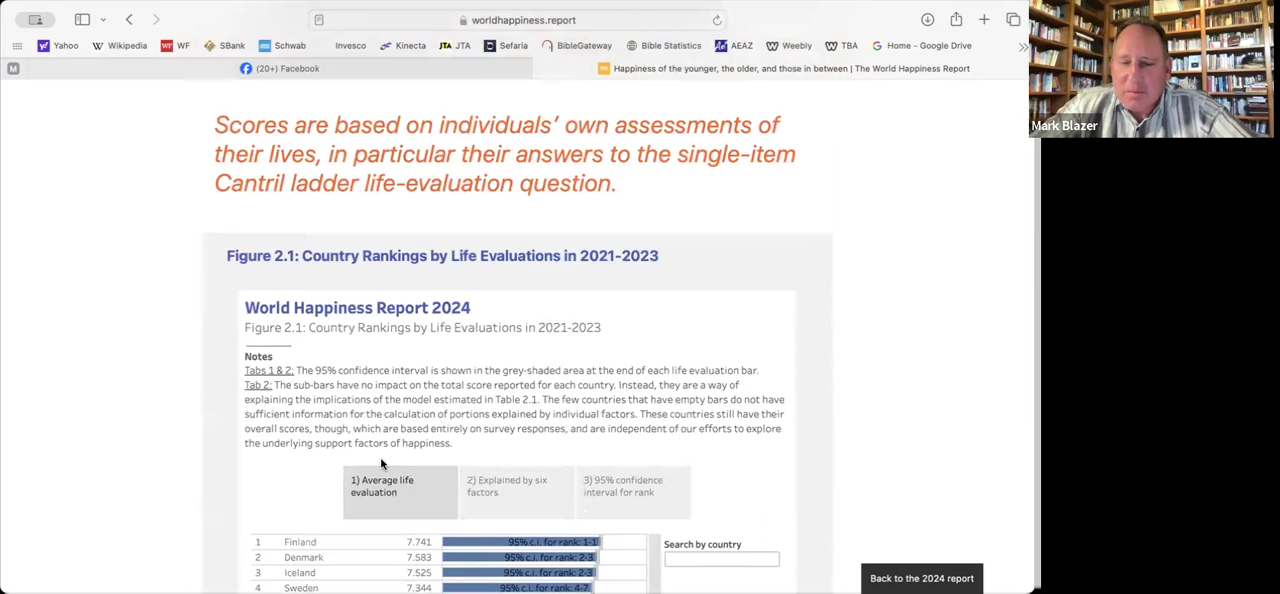 worldhappiness.report
Yahoo
Wikipedia
WF WF
SBank
Schwab
Invesco
Kinecta
JTA JTA
Sefaria
BibleGateway
Bible Statistics
AEAZ
Weebly
TBA
G Home - Google Drive
M
(20+) Facebook
Happiness of the younger, the older, and those in between | The World Happiness Report
Mark Blazer
Scores are based on individuals' own assessments of
their lives, in particular their answers to the single-item
Cantril ladder life-evaluation question.
Figure 2.1: Country Rankings by Life Evaluations in 2021-2023
World Happiness Report 2024
Figure 2.1: Country Rankings by Life Evaluations in 2021-2023
Notes
Tabs 1 & 2: The 95% confidence interval is shown in the grey-shaded area at the end of each life evaluation bar.
Tab 2: The sub-bars have no impact on the total score reported for each country. Instead, they are a way of
explaining the implications of the model estimated in Table 2.1. The few countries that have empty bars do not have
sufficient information for the calculation of portions explained by individual factors. These countries still have their
overall scores, though, which are based entirely on survey responses, and are independent of our efforts to explore
the underlying support factors of happiness.
1) Average life
evaluation
2) Explained by six
factors
3) 95% confidence
interval for rank
1 Finland 7.741 95% c.i. for rank: 1-1
2 Denmark 7.583 95% c.i. for rank: 2-3
3 Iceland 7.525 95% c.i. for rank: 2-3
4 Sweden 7.344 95% c.i. for rank: 4-7
Search by country
Back to the 2024 report